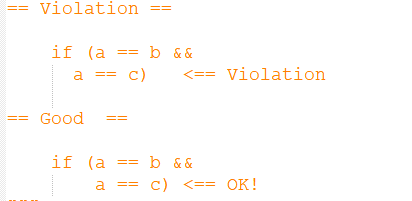 == Violation ==
if (a == b &&
a == c) <== Violation
== Good ==
if (a == b &&
a == c) <== OK!